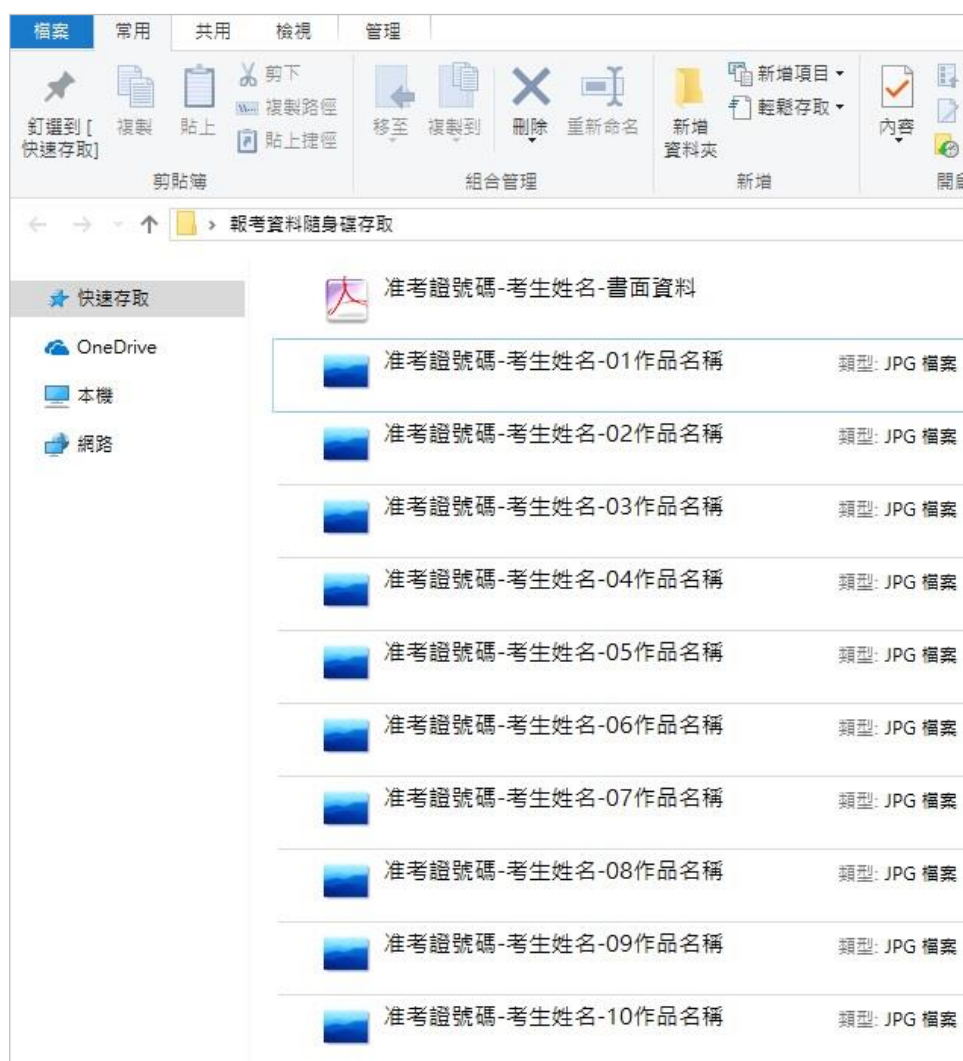 檔案 常用 共用 檢視 管理
剪下
複製路徑
貼上捷徑
釘選到 [
快速存取]
複製
貼上
移至
複製到
刪除
重新命名
新增
資料夾
新增項目
輕鬆存取
內容
剪貼簿 組合管理 新增
報考資料隨身碟存取
快速存取
OneDrive
本機
網路
准考證號碼-考生姓名-書面資料
准考證號碼-考生姓名-01作品名稱 類型: JPG 檔案
准考證號碼-考生姓名-02作品名稱 類型: JPG 檔案
准考證號碼-考生姓名-03作品名稱 類型: JPG 檔案
准考證號碼-考生姓名-04作品名稱 類型: JPG 檔案
准考證號碼-考生姓名-05作品名稱 類型: JPG 檔案
准考證號碼-考生姓名-06作品名稱 類型: JPG 檔案
准考證號碼-考生姓名-07作品名稱 類型: JPG 檔案
准考證號碼-考生姓名-08作品名稱 類型: JPG 檔案
准考證號碼-考生姓名-09作品名稱 類型: JPG 檔案
准考證號碼-考生姓名-10作品名稱 類型: JPG 檔案